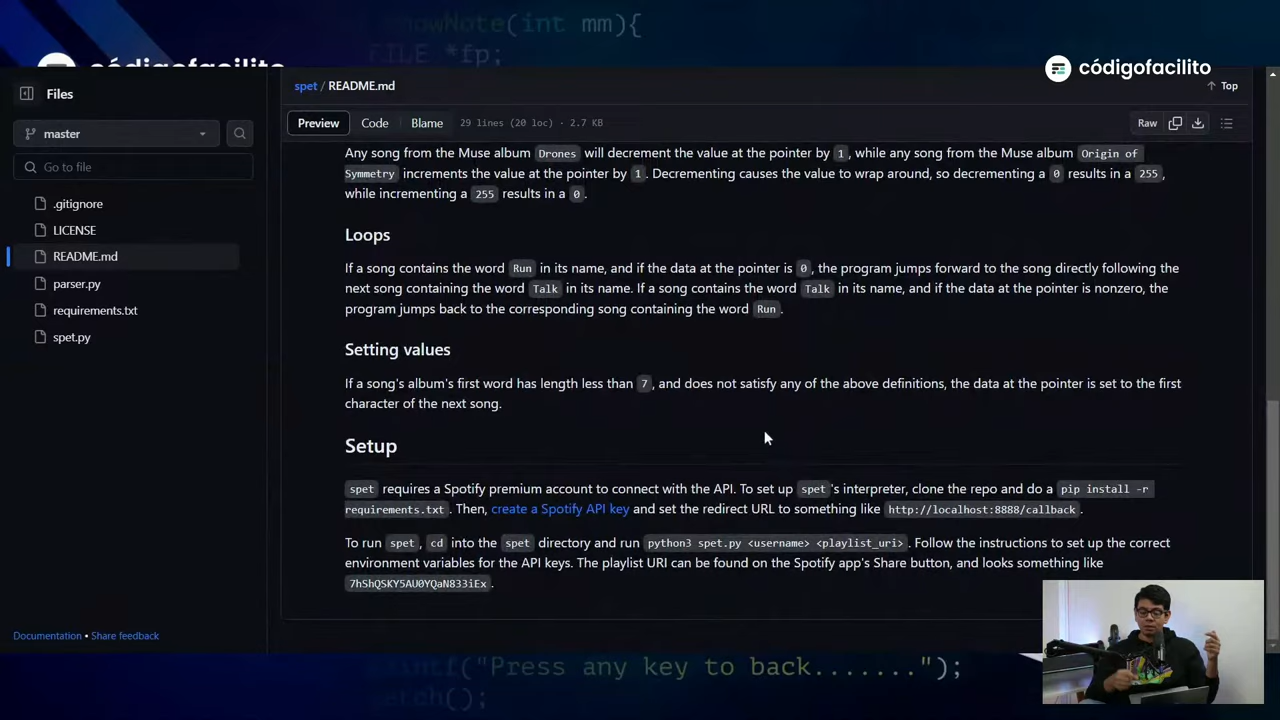 nowNote(int mm){
FILE *fp;
códigofacilito
códigofacilito
Files
spet / README.md
Top
master
Preview
Code
Blame
29 lines (20 loc) • 2.7 KB
Raw
Go to file
Any song from the Muse album Drones will decrement the value at the pointer by 1, while any song from the Muse album Origin of
Symmetry increments the value at the pointer by 1. Decrementing causes the value to wrap around, so decrementing a 0 results in a 255,
while incrementing a 255 results in a 0.
.gitignore
LICENSE
README.md
parser.py
requirements.txt
spet.py
Loops
If a song contains the word Run in its name, and if the data at the pointer is 0, the program jumps forward to the song directly following the
next song containing the word Talk in its name. If a song contains the word Talk in its name, and if the data at the pointer is nonzero, the
program jumps back to the corresponding song containing the word Run.
Setting values
If a song's album's first word has length less than 7, and does not satisfy any of the above definitions, the data at the pointer is set to the first
character of the next song.
Setup
spet requires a Spotify premium account to connect with the API. To set up spet's interpreter, clone the repo and do a pip install -r
requirements.txt. Then, create a Spotify API key and set the redirect URL to something like http://localhost:8888/callback.
To run spet, cd into the spet directory and run python3 spet.py <username> <playlist_uri>. Follow the instructions to set up the correct
environment variables for the API keys. The playlist URI can be found on the Spotify app's Share button, and looks something like
7hShQSKY5AU0YQaN833iEx.
Documentation • Share feedback
printf("Press any key to back.......");
etch();